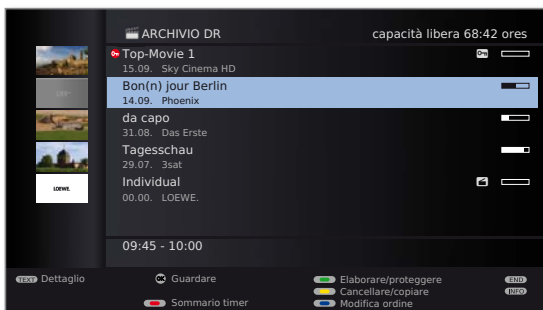 ARCHIVIO DR capacità libera 68:42 ores
Top-Movie 1
15.09. Sky Cinema HD
Bon(n) jour Berlin
14.09. Phoenix
da capo
31.08. Das Erste
Tagesschau
29.07. 3sat
Individual
00.00. LOEWE.
LOEWE.
09:45 - 10:00
TEXT Dettaglio OK Guardare Elaborare/proteggere END
Cancellare/copiare INFO
Sommario timer Modifica ordine